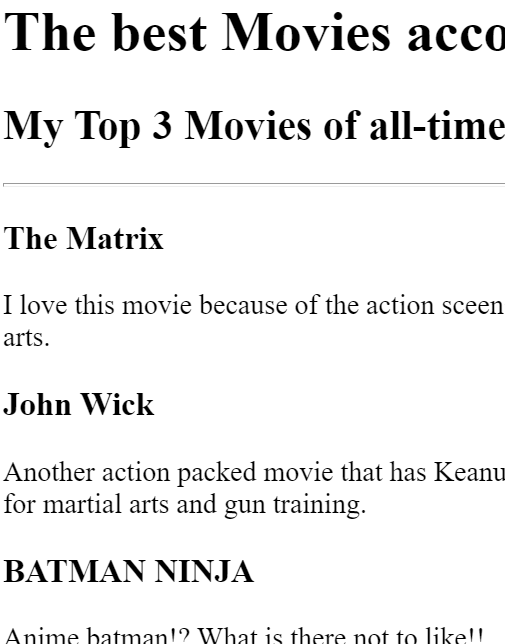 The best Movies acco
My Top 3 Movies of all-time
The Matrix
I love this movie because of the action sceen
arts.
John Wick
Another action packed movie that has Keanu
for martial arts and gun training.
BATMAN NINJA
Anime batman!? What is there not to like!!